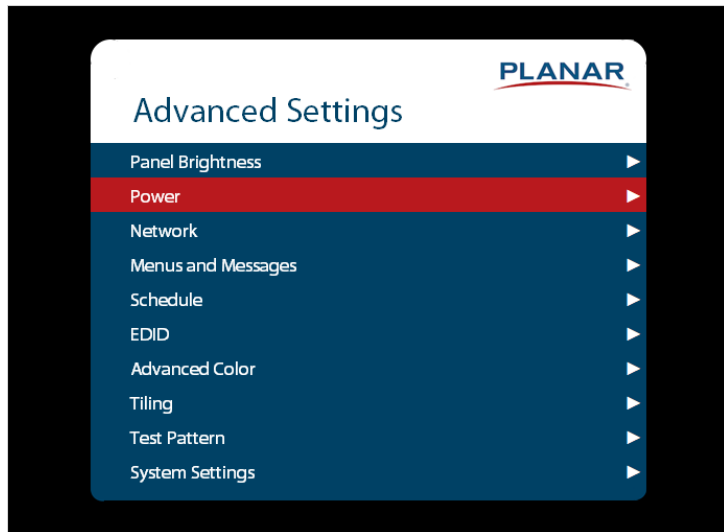 PLANAR
Advanced Settings
Panel Brightness
Power
Network
Menus and Messages
Schedule
EDID
Advanced Color
Tiling
Test Pattern
System Settings